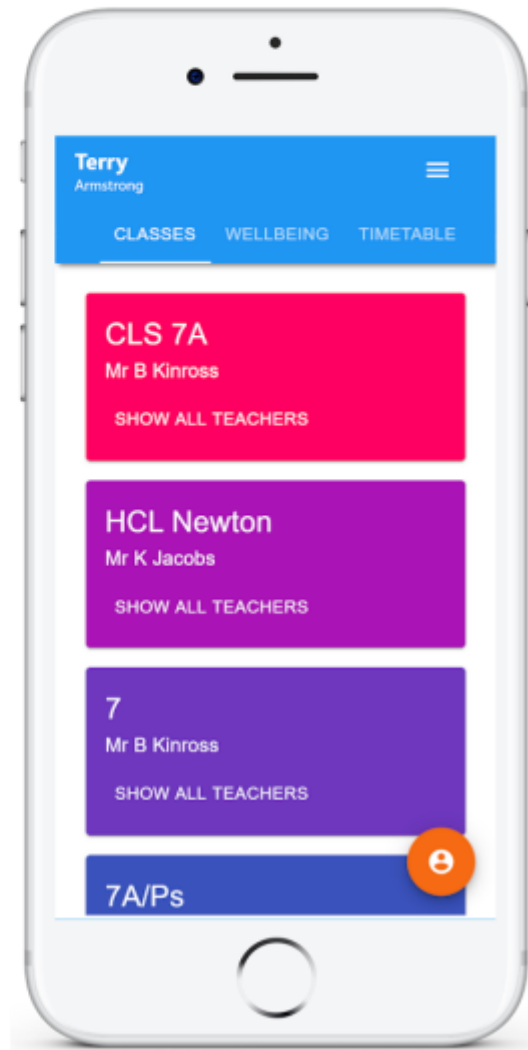 Terry
Armstrong
CLASSES WELLBEING TIMETABLE
CLS 7A
Mr B Kinross
SHOW ALL TEACHERS
HCL Newton
Mr K Jacobs
SHOW ALL TEACHERS
7
Mr B Kinross
SHOW ALL TEACHERS
7A/Ps